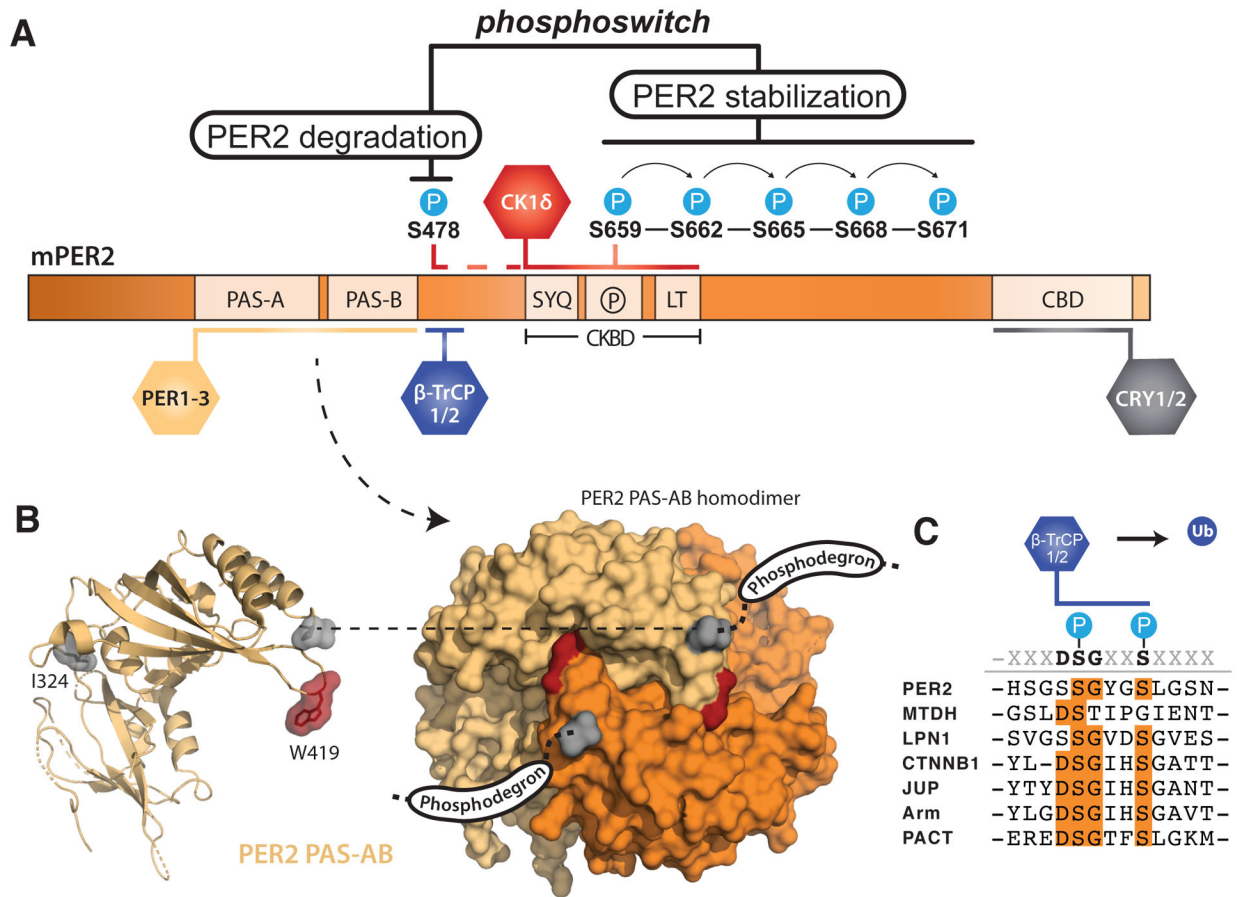 A
phosphoswitch
PER2 degradation
PER2 stabilization
P
P P P P P
CK1δ
S478
S659—S662—S665—S668—S671
mPER2
PAS-A
PAS-B
SYQ
P
LT
CBD
CKBD
PER1-3
β-TrCP
1/2
CRY1/2
B
PER2 PAS-AB homodimer
I324
W419
Phosphodegron
Phosphodegron
PER2 PAS-AB
C
β-TrCP
1/2
Ub
P P
–XXXDSGXXSXXXX–
PER2 –HSGSSGYGSLGSN–
MTDH –GSLDSTIPGIENT–
LPN1 –SVGSSGVDSGVES–
CTNNB1 –YL-DSGIHSGATT–
JUP –YTYDSGIHSGANT–
Arm –YLGDSGIHSGAVT–
PACT –EREDSGTFSLGKM–